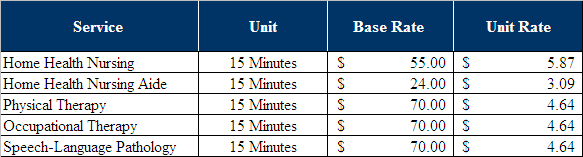 Service Unit Base Rate Unit Rate
Home Health Nursing 15 Minutes $ 55.00 $ 5.87
Home Health Nursing Aide 15 Minutes $ 24.00 $ 3.09
Physical Therapy 15 Minutes $ 70.00 $ 4.64
Occupational Therapy 15 Minutes $ 70.00 $ 4.64
Speech-Language Pathology 15 Minutes $ 70.00 $ 4.64